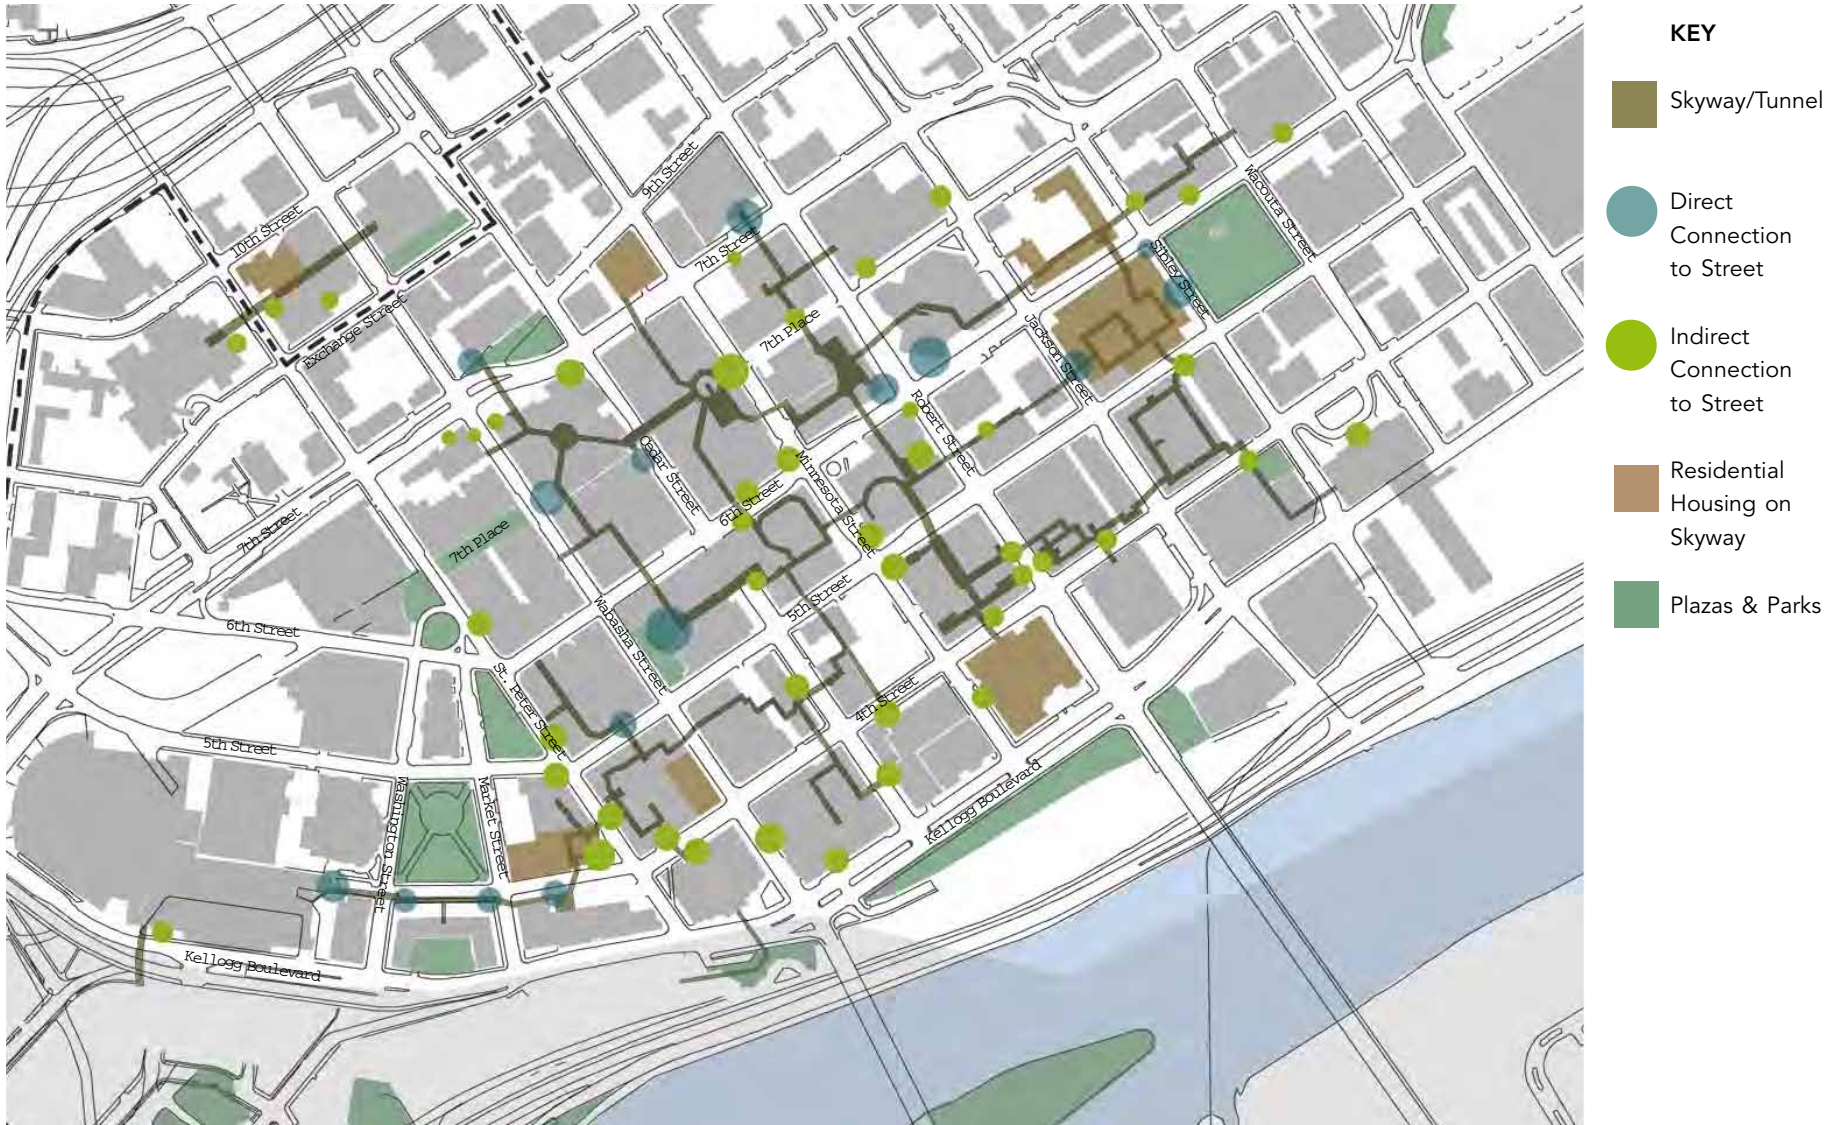 KEY
Skyway/Tunnel
Direct
Connection
to Street
Indirect
Connection
to Street
Residential
Housing on
Skyway
Plazas & Parks
9th Street
10th Street
7th Street
Wacouta Street
Sibley Street
Exchange Street
7th Place
Jackson Street
Robert Street
Cedar Street
Minnesota Street
6th Street
7th Street
7th Place
5th Street
Wabasha Street
6th Street
St. Peter Street
4th Street
5th Street
Washington Street
Market Street
Kellogg Boulevard
Kellogg Boulevard